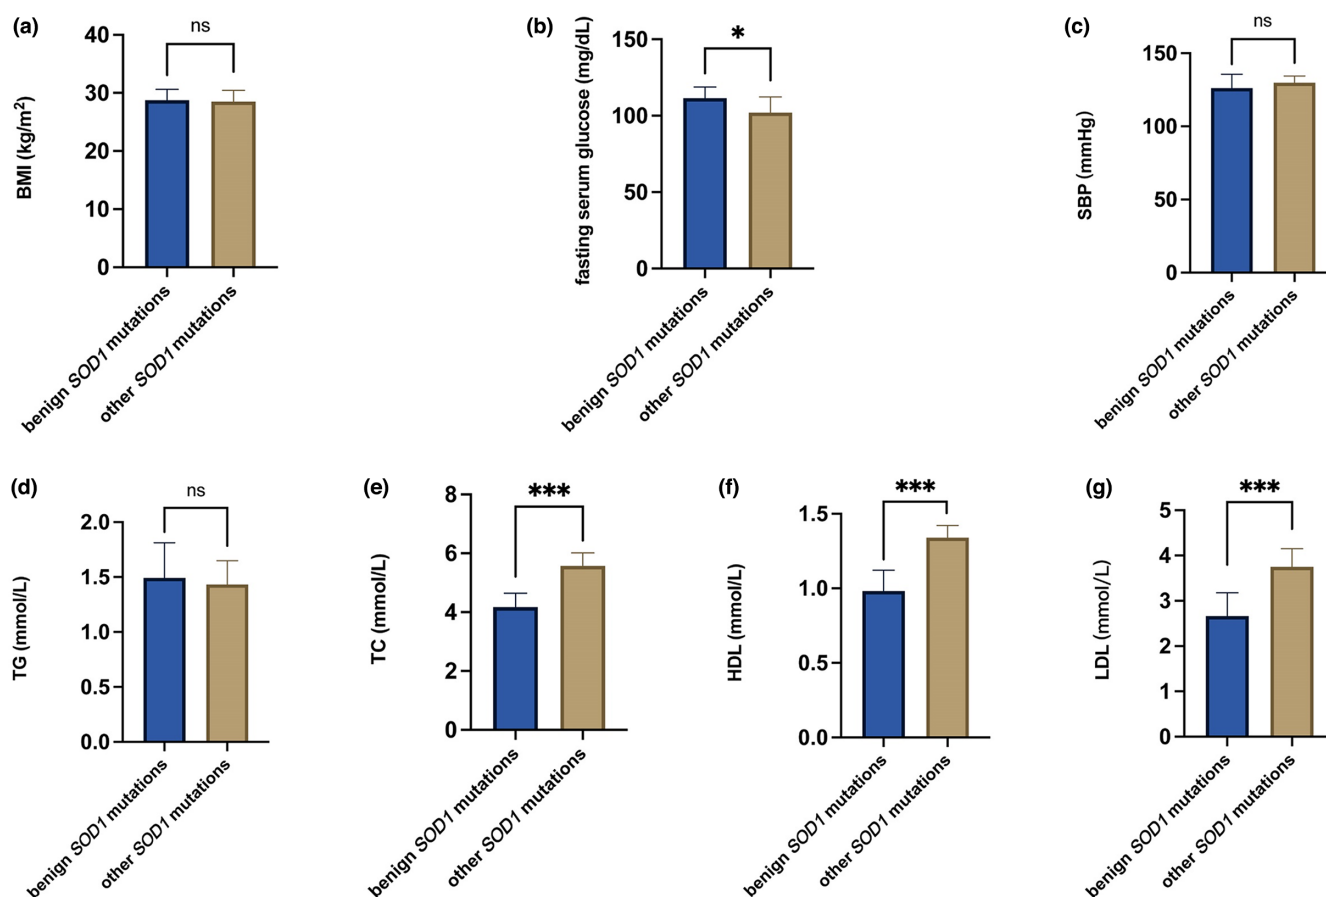 (a)
ns
40
30
20
10
0
BMI (kg/m²)
benign SOD1 mutations
other SOD1 mutations
(b)
*
150
100
50
0
fasting serum glucose (mg/dL)
benign SOD1 mutations
other SOD1 mutations
(c)
ns
150
100
50
0
SBP (mmHg)
benign SOD1 mutations
other SOD1 mutations
(d)
ns
2.0
1.5
1.0
0.5
0.0
TG (mmol/L)
benign SOD1 mutations
other SOD1 mutations
(e)
***
8
6
4
2
0
TC (mmol/L)
benign SOD1 mutations
other SOD1 mutations
(f)
***
1.5
1.0
0.5
0.0
HDL (mmol/L)
benign SOD1 mutations
other SOD1 mutations
(g)
***
5
4
3
2
1
0
LDL (mmol/L)
benign SOD1 mutations
other SOD1 mutations